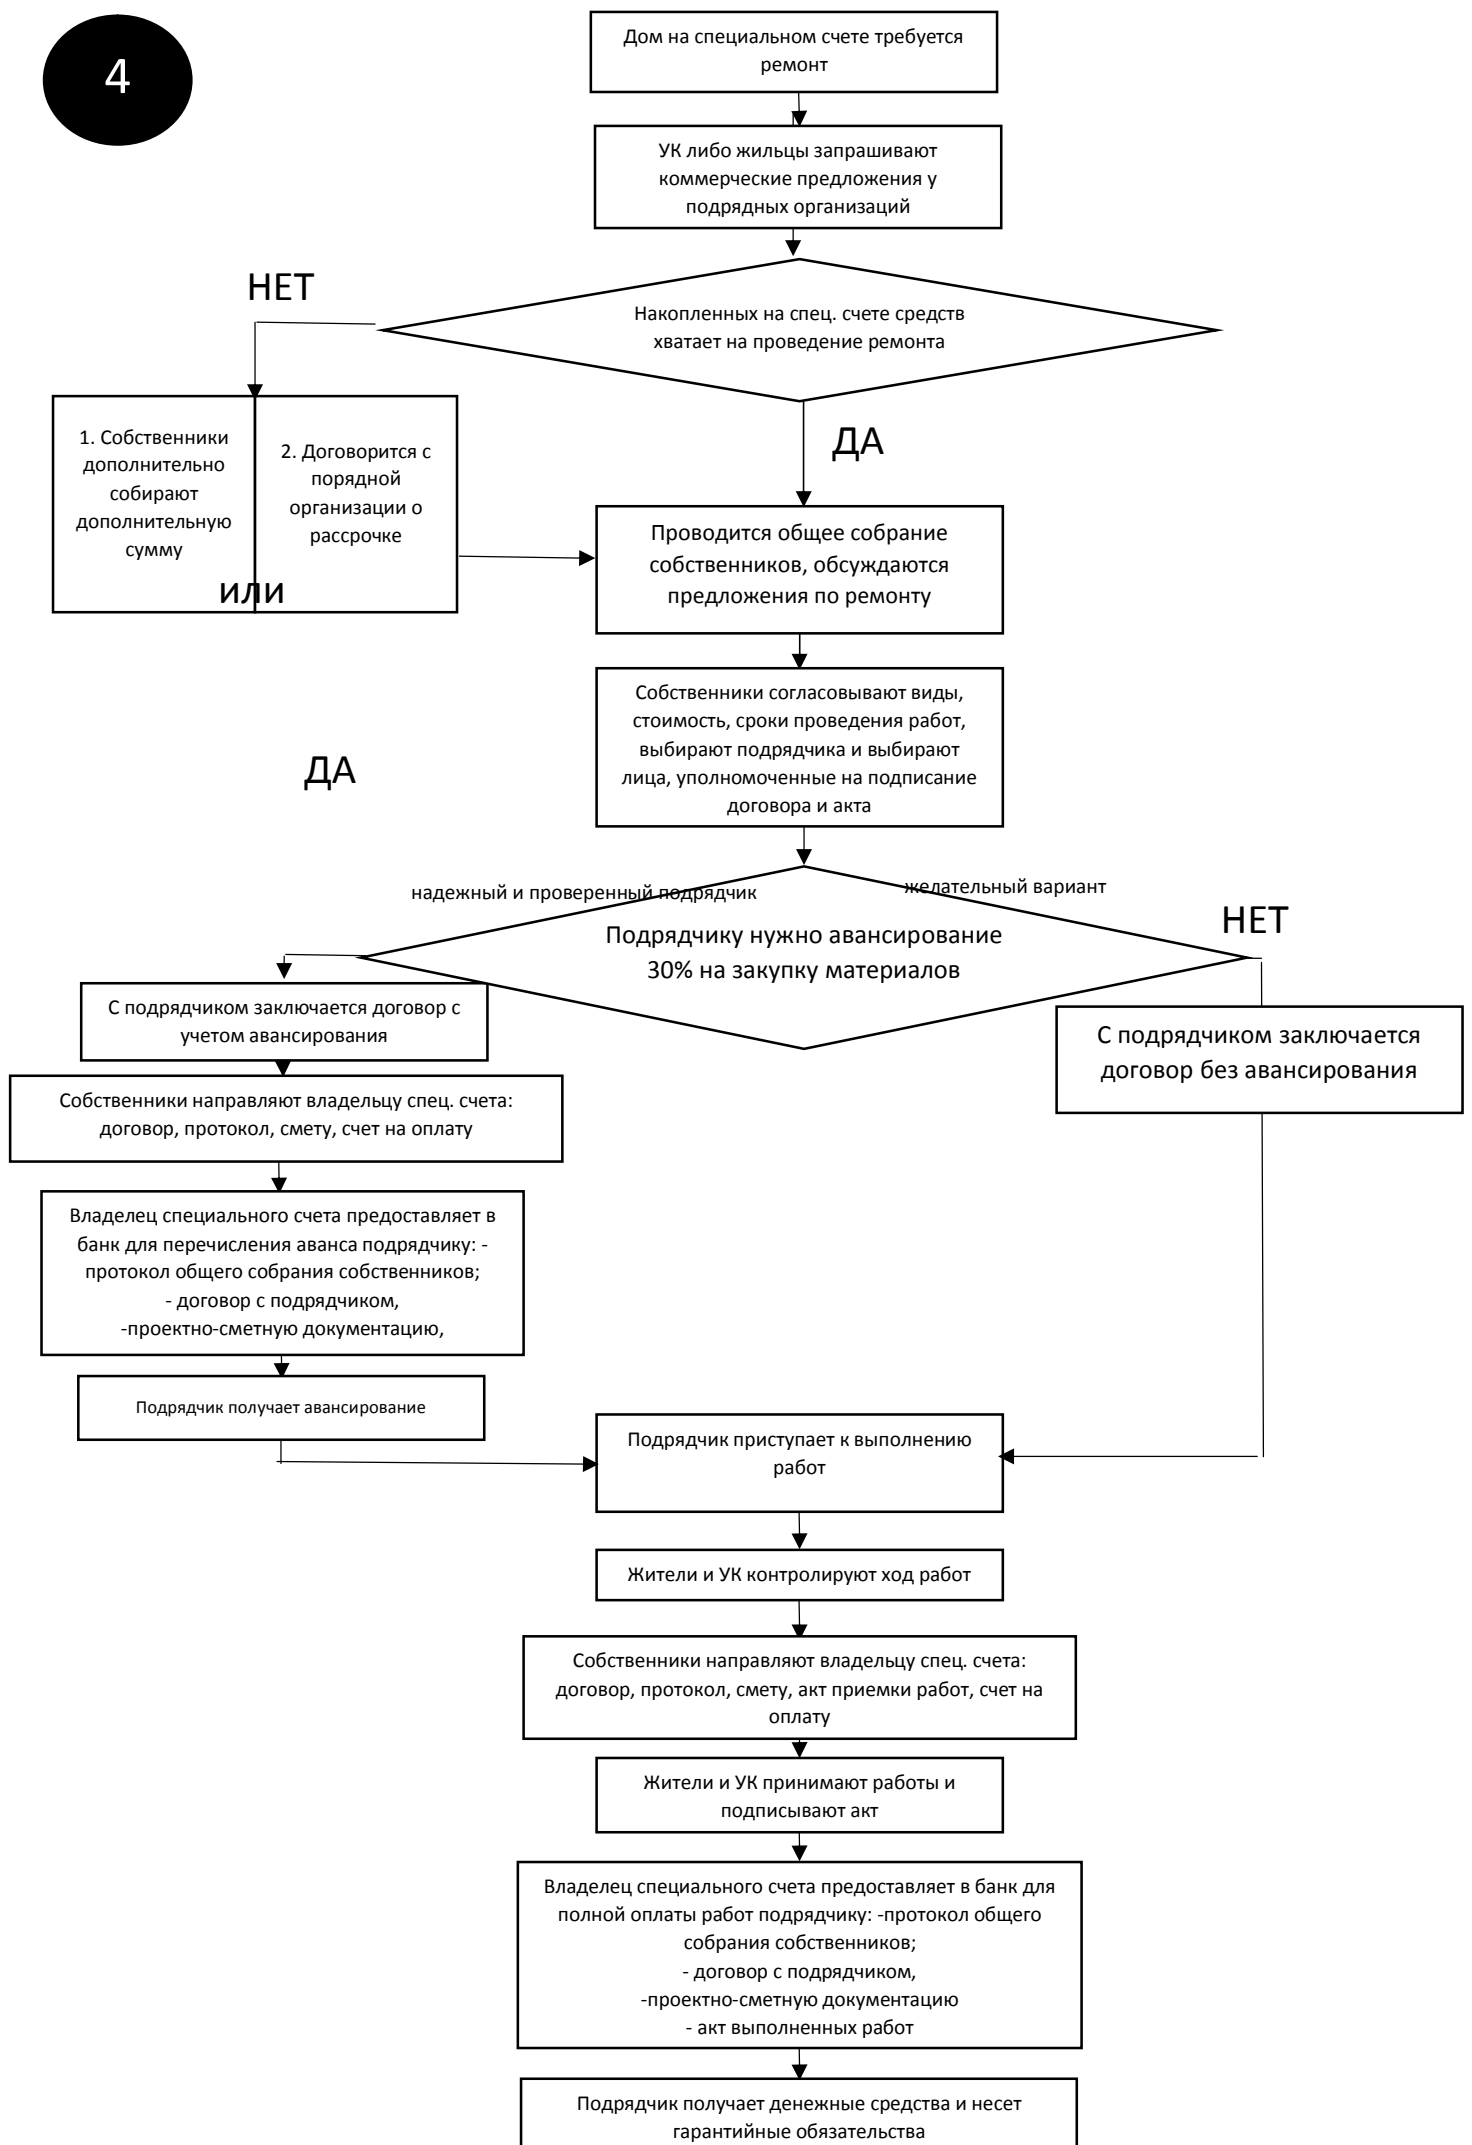 4
Дом на специальном счете требуется
ремонт
УК либо жильцы запрашивают
коммерческие предложения у
подрядных организаций
НЕТ
Накопленных на спец. счете средств
хватает на проведение ремонта
ДА
1. Собственники
дополнительно
собирают
дополнительную
сумму
2. Договорится с
порядной
организации о
рассрочке
или
Проводится общее собрание
собственников, обсуждаются
предложения по ремонту
Собственники согласовывают виды,
стоимость, сроки проведения работ,
выбирают подрядчика и выбирают
лица, уполномоченные на подписание
договора и акта
ДА
надежный и проверенный подрядчик
желательный вариант
НЕТ
Подрядчику нужно авансирование
30% на закупку материалов
С подрядчиком заключается договор с
учетом авансирования
С подрядчиком заключается
договор без авансирования
Собственники направляют владельцу спец. счета:
договор, протокол, смету, счет на оплату
Владелец специального счета предоставляет в
банк для перечисления аванса подрядчику: -
протокол общего собрания собственников;
- договор с подрядчиком,
-проектно-сметную документацию,
Подрядчик получает авансирование
Подрядчик приступает к выполнению
работ
Жители и УК контролируют ход работ
Собственники направляют владельцу спец. счета:
договор, протокол, смету, акт приемки работ, счет на
оплату
Жители и УК принимают работы и
подписывают акт
Владелец специального счета предоставляет в банк для
полной оплаты работ подрядчику: -протокол общего
собрания собственников;
- договор с подрядчиком,
-проектно-сметную документацию
- акт выполненных работ
Подрядчик получает денежные средства и несет
гарантийные обязательства